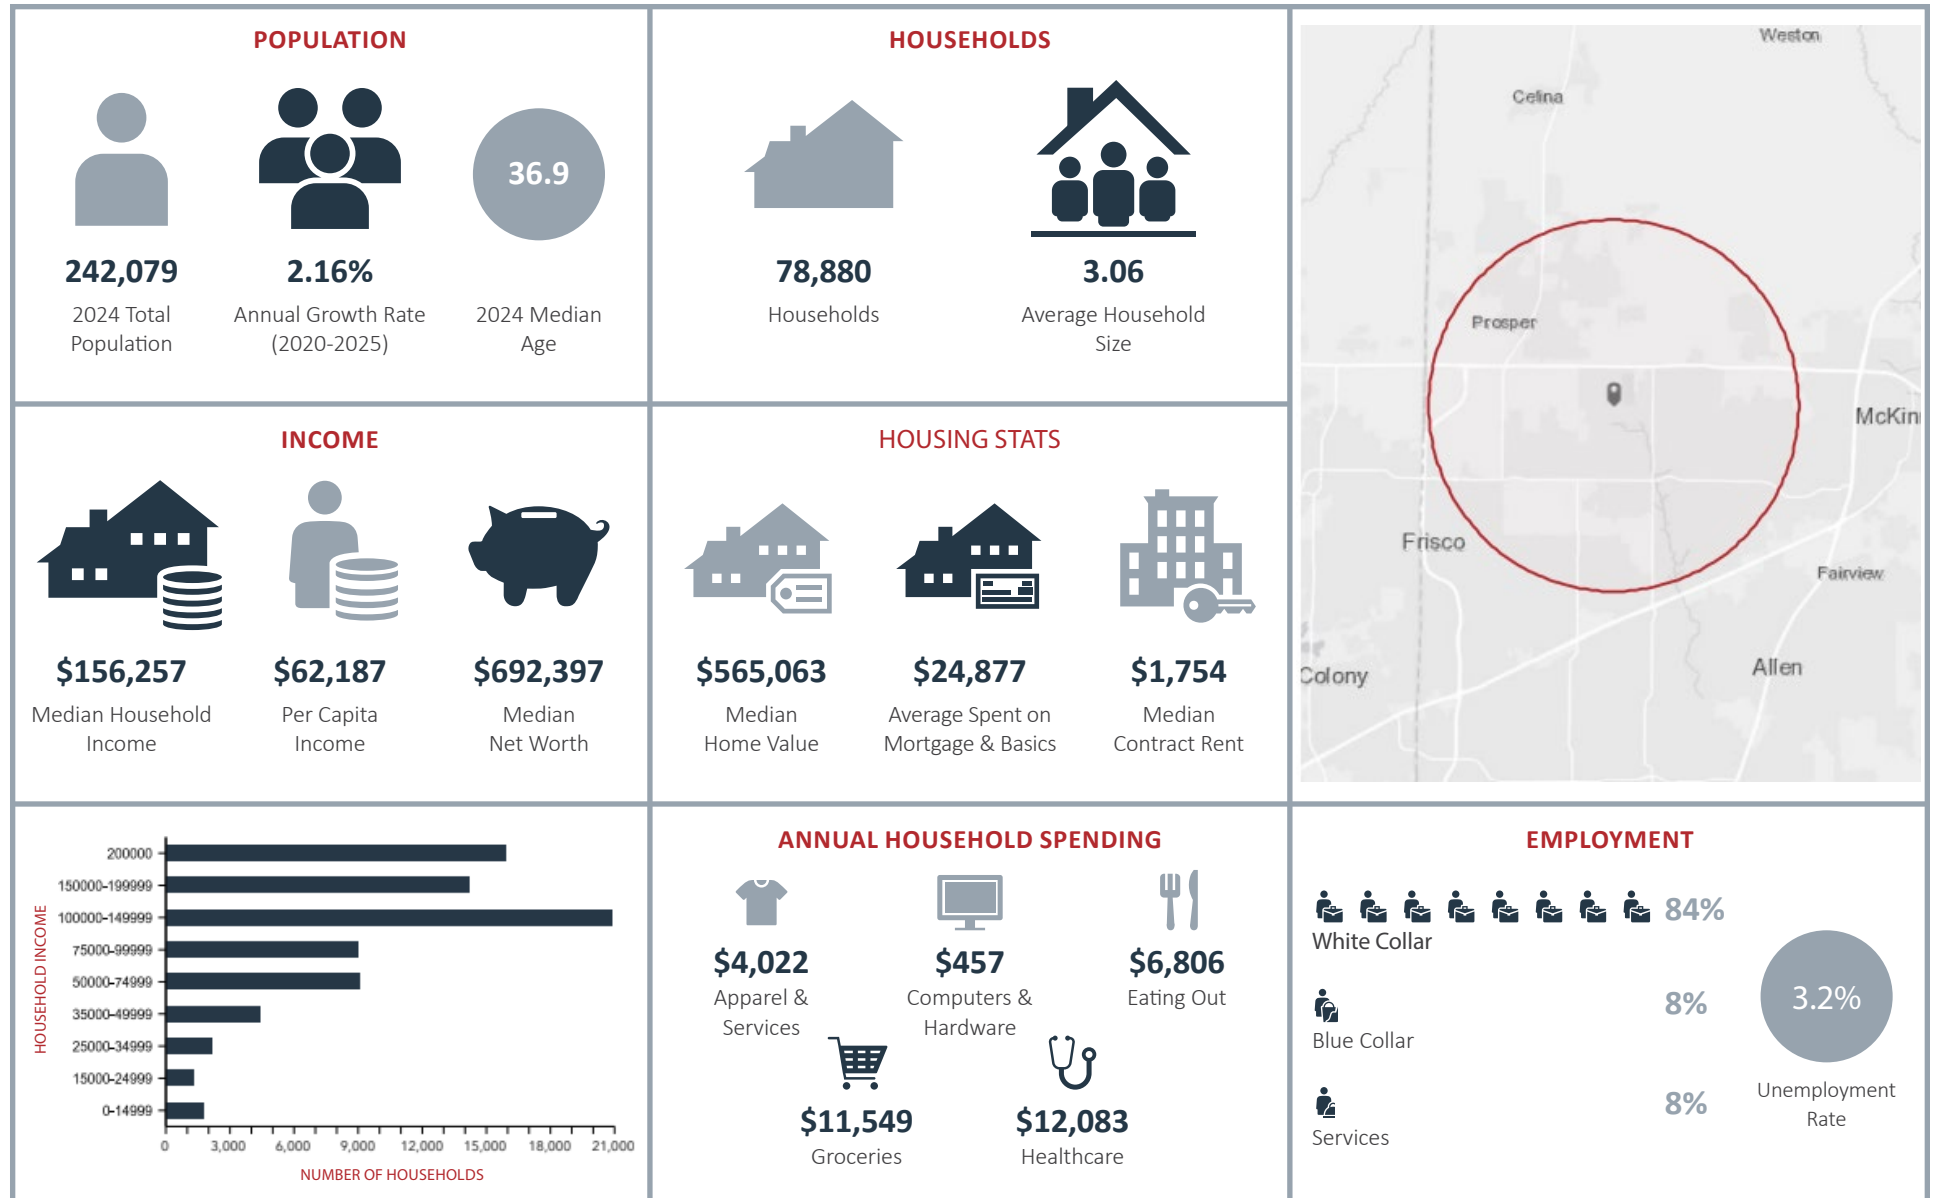 POPULATION
36.9
242,079
2024 Total
Population
2.16%
Annual Growth Rate
(2020-2025)
2024 Median
Age
HOUSEHOLDS
78,880
Households
3.06
Average Household
Size
Weston
Celina
Prosper
McKin
Frisco
Fairview
Colony
Allen
INCOME
$156,257
Median Household
Income
$62,187
Per Capita
Income
$692,397
Median
Net Worth
HOUSING STATS
$565,063
Median
Home Value
$24,877
Average Spent on
Mortgage & Basics
$1,754
Median
Contract Rent
HOUSEHOLD INCOME
200000
150000-199999
100000-149999
75000-99999
50000-74999
35000-49999
25000-34999
15000-24999
0-14999
0 3,000 6,000 9,000 12,000 15,000 18,000 21,000
NUMBER OF HOUSEHOLDS
ANNUAL HOUSEHOLD SPENDING
$4,022
Apparel &
Services
$457
Computers &
Hardware
$6,806
Eating Out
$11,549
Groceries
$12,083
Healthcare
EMPLOYMENT
84%
White Collar
8%
Blue Collar
8%
Services
3.2%
Unemployment
Rate